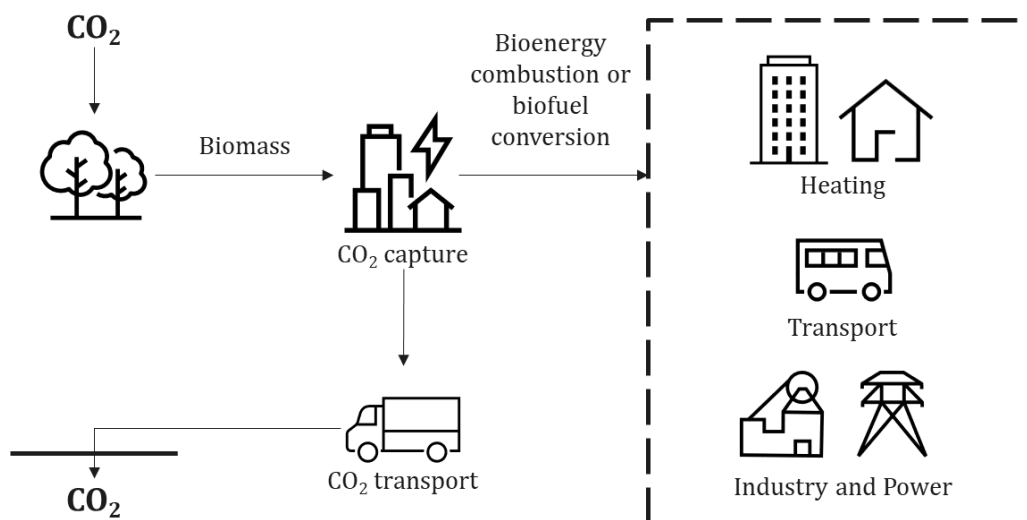 CO₂
Biomass
CO₂ capture
Bioenergy
combustion or
biofuel
conversion
Heating
Transport
Industry and Power
CO₂ transport
CO₂